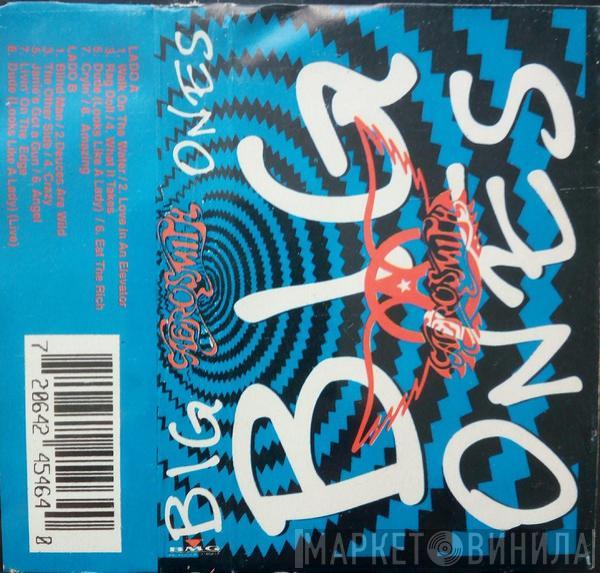 LADO A
1. Walk On The Water / 2. Love in An Elevator
3. Rag Doll / 4. What It Takes
5. Dude (Looks Like a Lady) / 6. Eat The Rich
7. Cryin' / 8. Amazing
LADO B
1. Blind Man / 2. Deuces Are Wild
3. The Other Side / 4. Crazy
5. Janie's Got a Gun / 6. Angel
7. Livin' On The Edge
8. Dude (Looks Like A Lady) (Live)
7 20642 45464 0
BIG ONES
AEROSMITH
BMG
BIG
AEROSMITH
ONES
МАРКЕТ ВИНИЛА